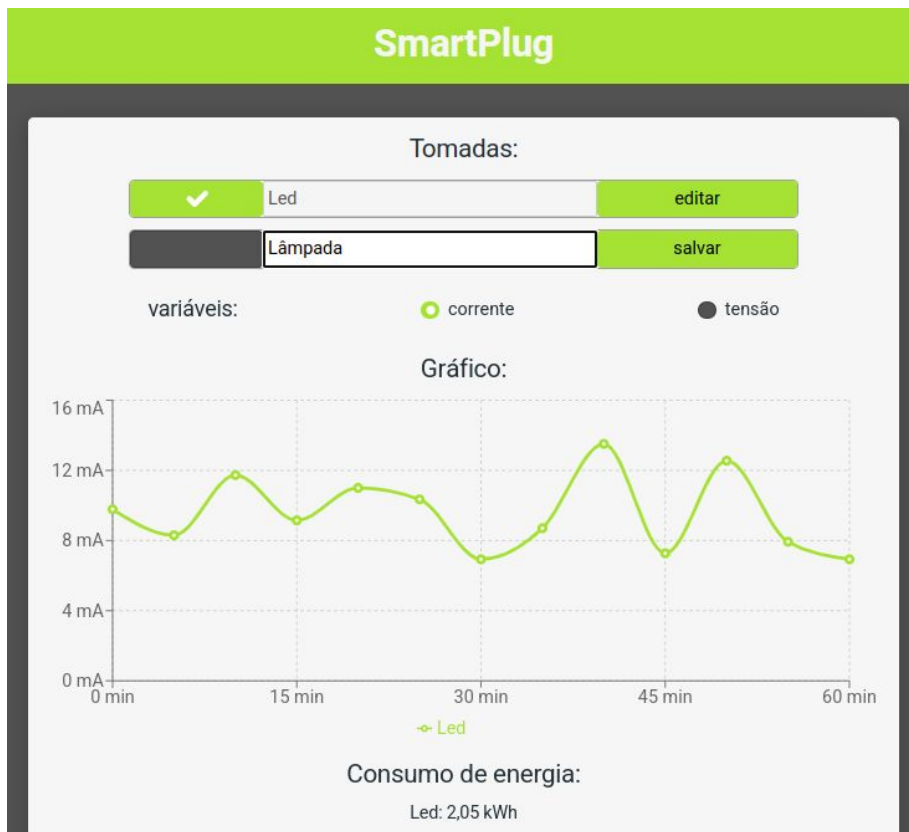 SmartPlug
Tomadas:
Led editar
Lâmpada salvar
variáveis: corrente tensão
Gráfico:
16 mA
12 mA
8 mA
4 mA
0 mA
0 min 15 min 30 min 45 min 60 min
Led
Consumo de energia:
Led: 2,05 kWh